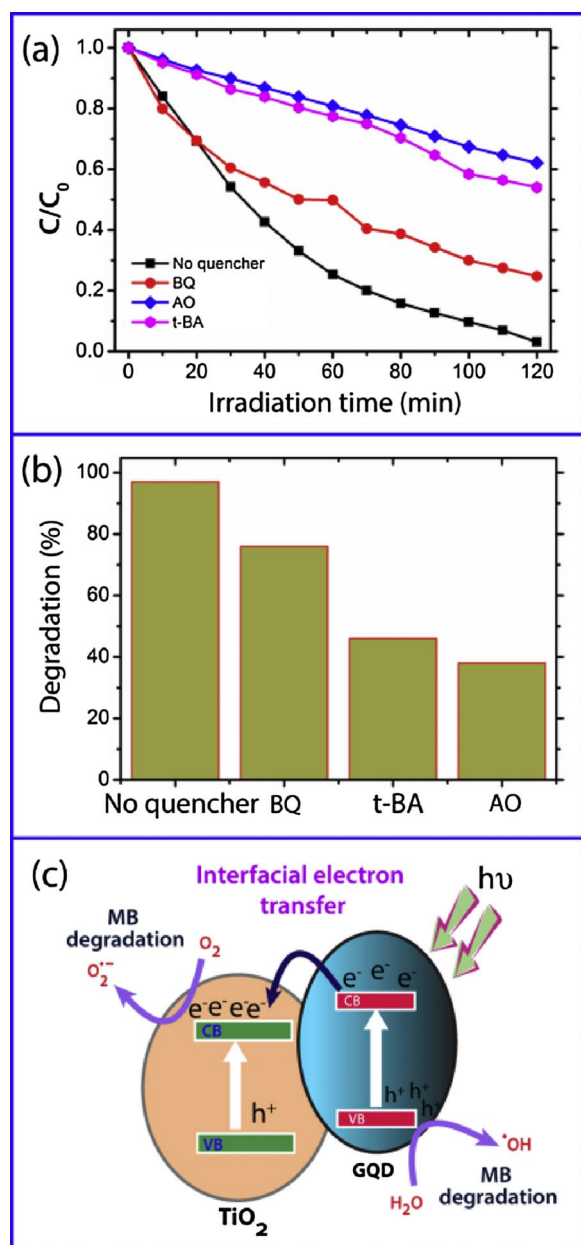 (a)
1.0
0.8
0.6
0.4
0.2
0.0
C/C₀
No quencher
BQ
AO
t-BA
0 20 40 60 80 100 120
Irradiation time (min)
(b)
100
80
60
40
20
0
Degradation (%)
No quencher BQ t-BA AO
(c)
Interfacial electron
transfer
hυ
MB
degradation
O₂
O₂•−
e⁻ e⁻ e⁻
e⁻e⁻ e⁻e⁻
CB
CB
h⁺
h⁺ h⁺
h⁺
VB
VB
GQD
•OH
MB
degradation
H₂O
TiO₂